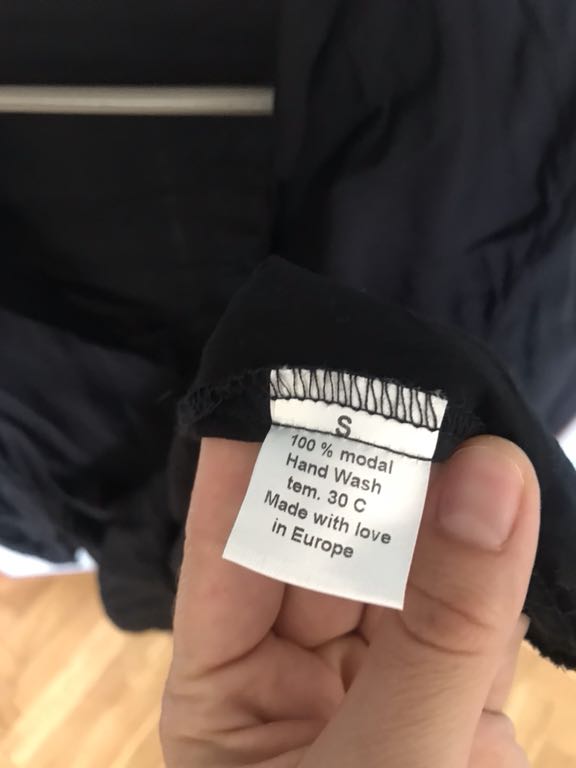 S
100 % modal
Hand Wash
tem. 30 C
Made with love
in Europe